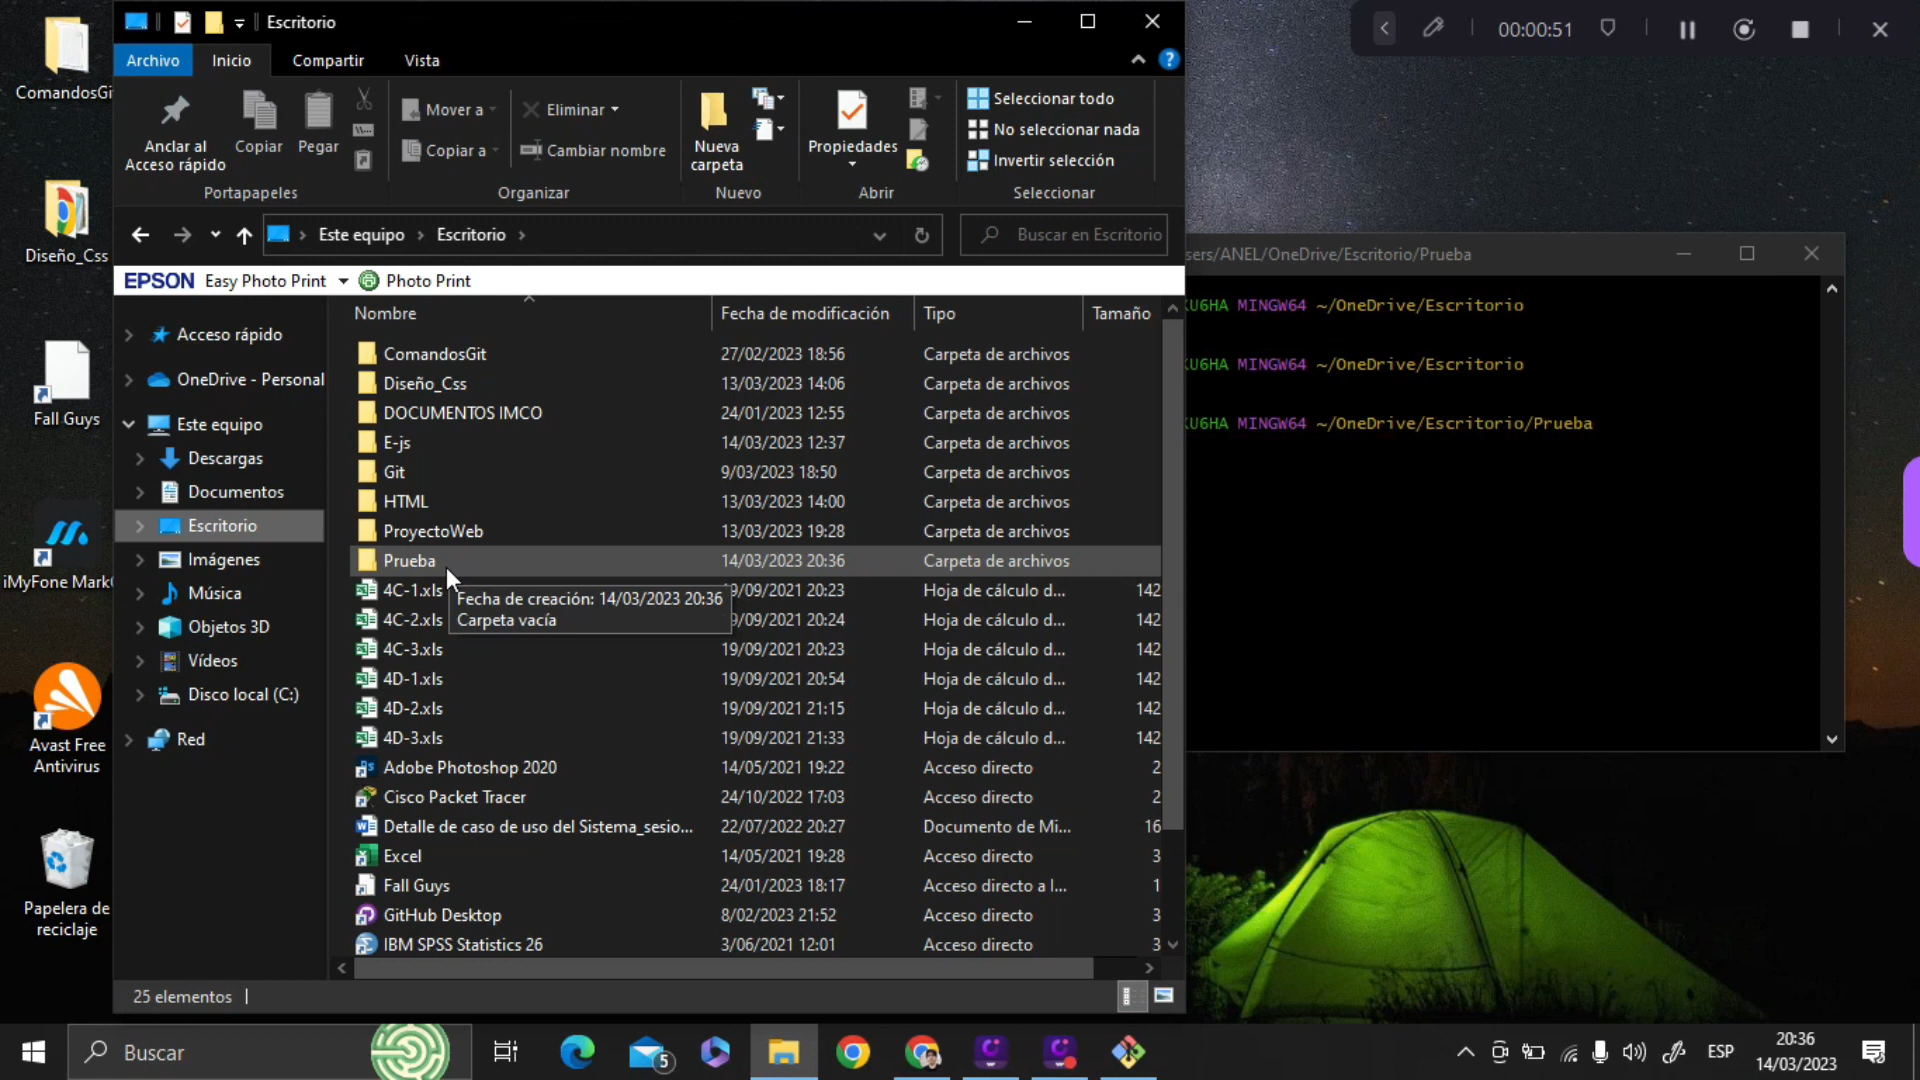 ComandosGi
Diseño_Css
Fall Guys
iMyFone Mark
Avast Free
Antivirus
Papelera de
reciclaje
Escritorio
Archivo
Inicio
Compartir
Vista
Anclar al
Acceso rápido
Copiar
Pegar
Portapapeles
Mover a
Copiar a
Eliminar
Cambiar nombre
Organizar
Nueva
carpeta
Nuevo
Propiedades
Abrir
Seleccionar todo
No seleccionar nada
Invertir selección
Seleccionar
Este equipo > Escritorio >
Buscar en Escritorio
EPSON Easy Photo Print Photo Print
Acceso rápido
OneDrive - Personal
Este equipo
Descargas
Documentos
Escritorio
Imágenes
Música
Objetos 3D
Vídeos
Disco local (C:)
Red
Nombre Fecha de modificación Tipo Tamaño
ComandosGit 27/02/2023 18:56 Carpeta de archivos
Diseño_Css 13/03/2023 14:06 Carpeta de archivos
DOCUMENTOS IMCO 24/01/2023 12:55 Carpeta de archivos
E-js 14/03/2023 12:37 Carpeta de archivos
Git 9/03/2023 18:50 Carpeta de archivos
HTML 13/03/2023 14:00 Carpeta de archivos
ProyectoWeb 13/03/2023 19:28 Carpeta de archivos
Prueba 14/03/2023 20:36 Carpeta de archivos
4C-1.xls 9/09/2021 20:23 Hoja de cálculo d... 142
Fecha de creación: 14/03/2023 20:36
Carpeta vacía
4C-2.xls 9/09/2021 20:24 Hoja de cálculo d... 142
4C-3.xls 19/09/2021 20:23 Hoja de cálculo d... 142
4D-1.xls 19/09/2021 20:54 Hoja de cálculo d... 142
4D-2.xls 19/09/2021 21:15 Hoja de cálculo d... 142
4D-3.xls 19/09/2021 21:33 Hoja de cálculo d... 142
Adobe Photoshop 2020 14/05/2021 19:22 Acceso directo 2
Cisco Packet Tracer 24/10/2022 17:03 Acceso directo 2
Detalle de caso de uso del Sistema_sesio... 22/07/2022 20:27 Documento de Mi... 16
Excel 14/05/2021 19:28 Acceso directo 3
Fall Guys 24/01/2023 18:17 Acceso directo a I... 1
GitHub Desktop 8/02/2023 21:52 Acceso directo 3
IBM SPSS Statistics 26 3/06/2021 12:01 Acceso directo 3
25 elementos
00:00:51
sers/ANEL/OneDrive/Escritorio/Prueba
KU6HA MINGW64 ~/OneDrive/Escritorio
KU6HA MINGW64 ~/OneDrive/Escritorio
KU6HA MINGW64 ~/OneDrive/Escritorio/Prueba
Buscar
5
ESP
20:36
14/03/2023